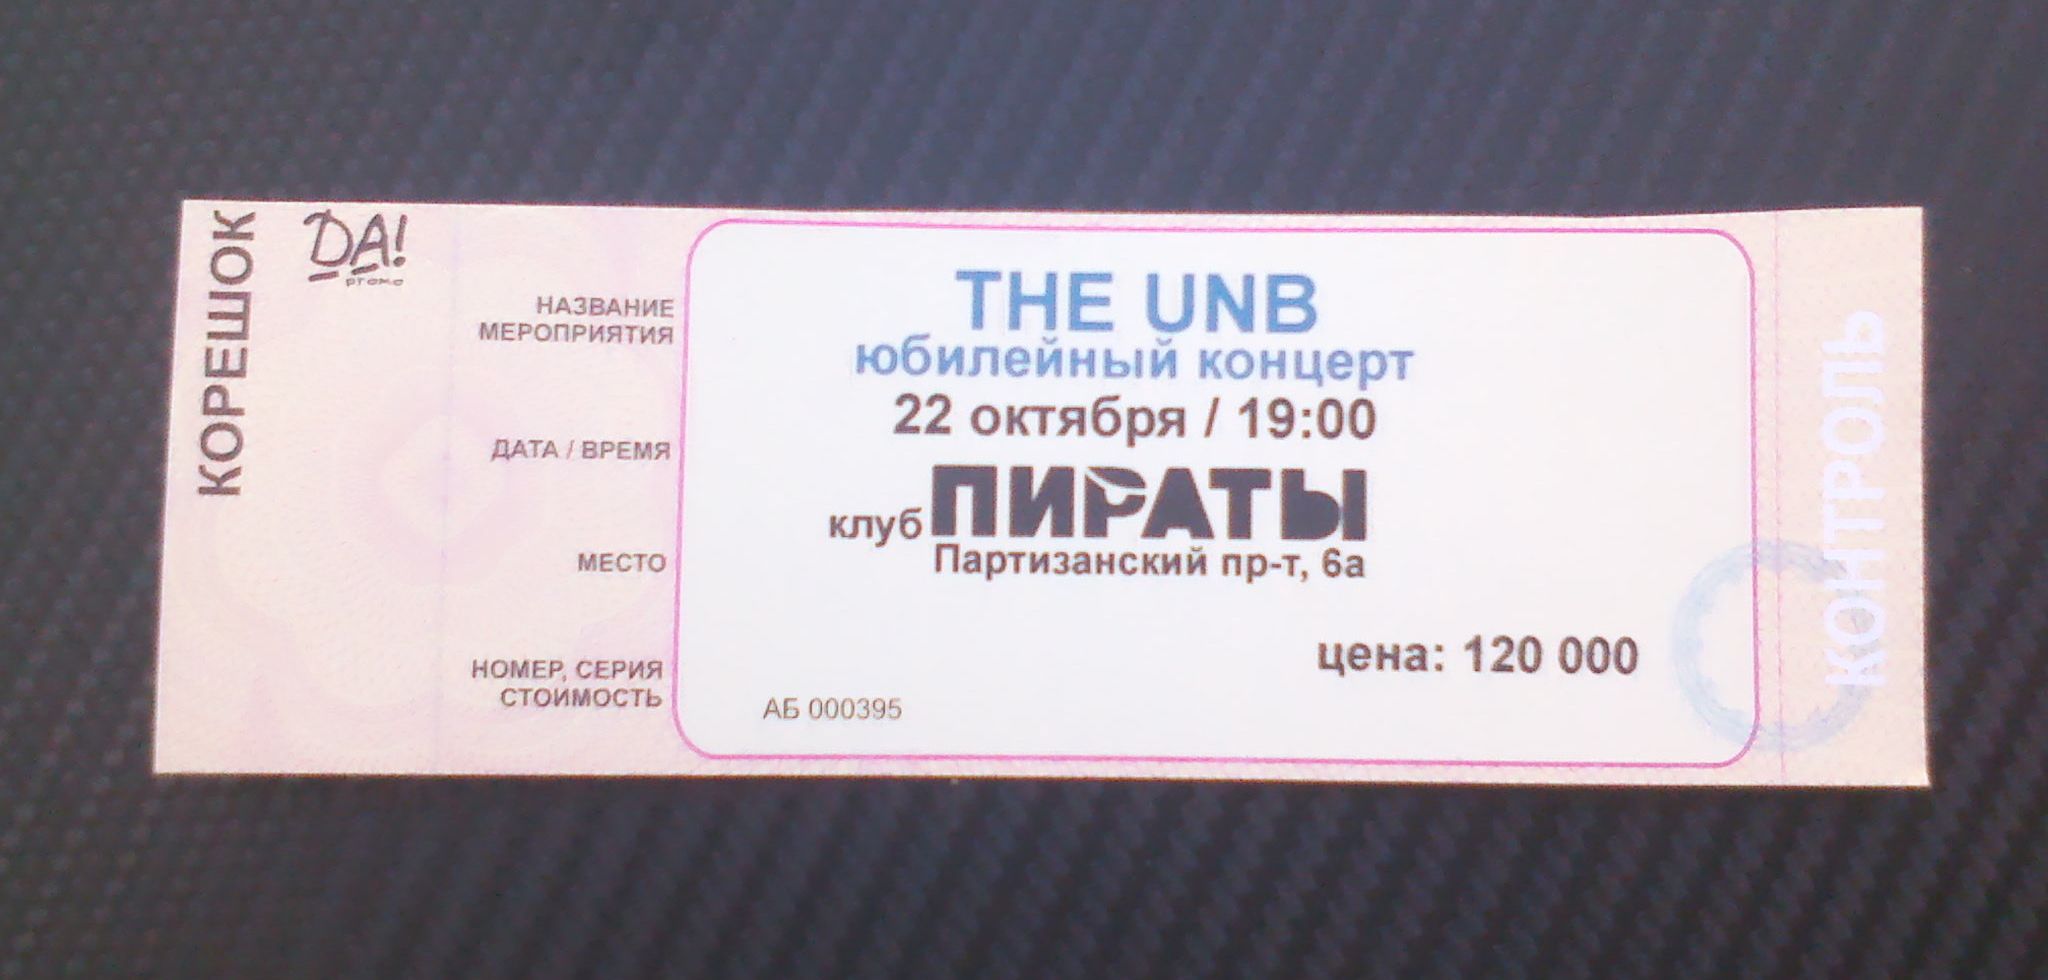 КОРЕШОК
DA!
promo
НАЗВАНИЕ
МЕРОПРИЯТИЯ
THE UNB
юбилейный концерт
ДАТА / ВРЕМЯ
22 октября / 19:00
МЕСТО
клуб ПИРАТЫ
Партизанский пр-т, 6а
НОМЕР, СЕРИЯ
СТОИМОСТЬ
цена: 120 000
АБ 000395
КОНТРОЛЬ